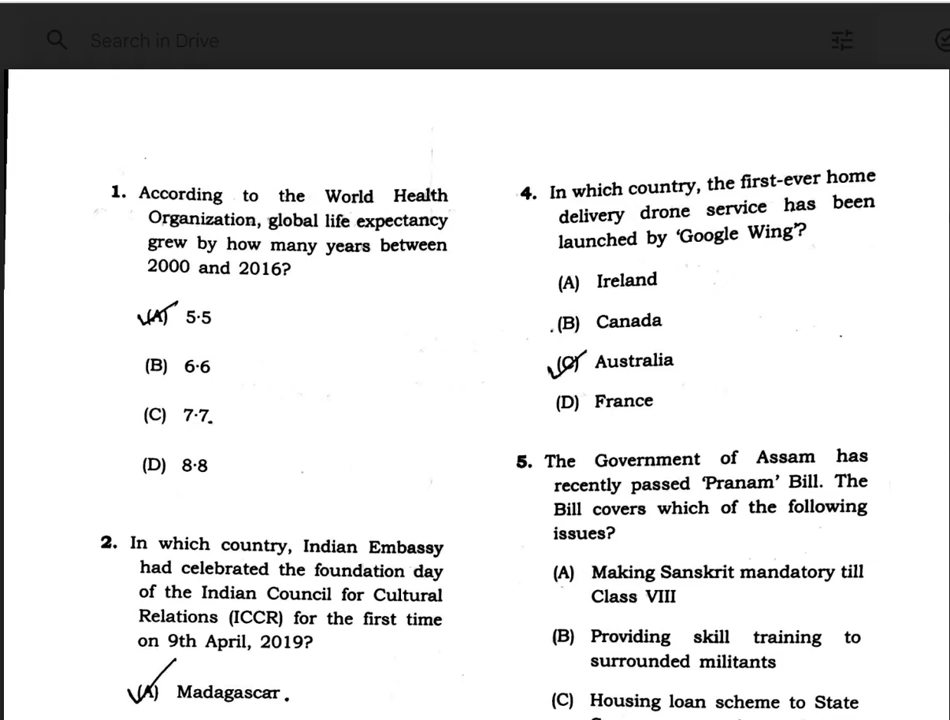 Search in Drive
1. According to the World Health
Organization, global life expectancy
grew by how many years between
2000 and 2016?
(A) 5·5
(B) 6·6
(C) 7·7.
(D) 8·8
2. In which country, Indian Embassy
had celebrated the foundation day
of the Indian Council for Cultural
Relations (ICCR) for the first time
on 9th April, 2019?
(A) Madagascar.
4. In which country, the first-ever home
delivery drone service has been
launched by ‘Google Wing’?
(A) Ireland
(B) Canada
(C) Australia
(D) France
5. The Government of Assam has
recently passed ‘Pranam’ Bill. The
Bill covers which of the following
issues?
(A) Making Sanskrit mandatory till
Class VIII
(B) Providing skill training to
surrounded militants
(C) Housing loan scheme to State